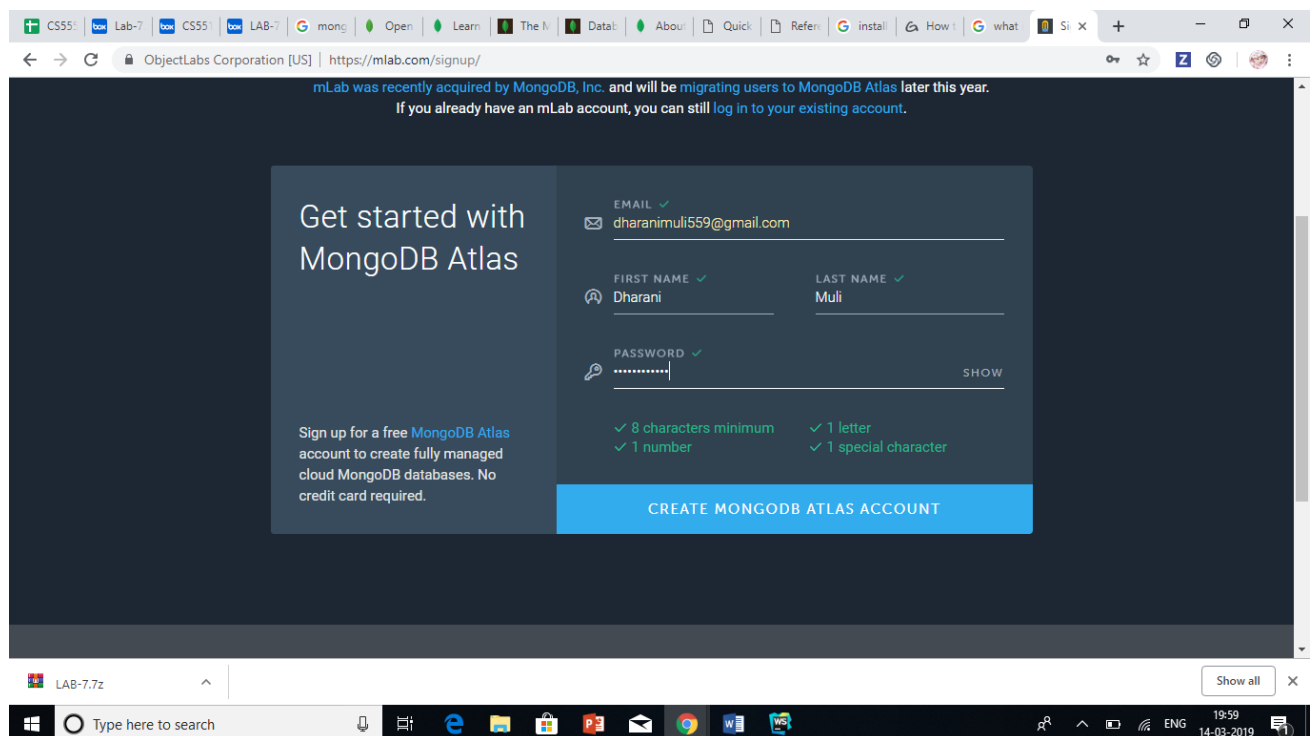 CS555 Lab-7 CS551 LAB-7 mong Open Learn The M Datab About Quick Refere install How t what Si
ObjectLabs Corporation [US] | https://mlab.com/signup/
mLab was recently acquired by MongoDB, Inc. and will be migrating users to MongoDB Atlas later this year.
If you already have an mLab account, you can still log in to your existing account.
Get started with
MongoDB Atlas
Sign up for a free MongoDB Atlas
account to create fully managed
cloud MongoDB databases. No
credit card required.
EMAIL
dharanimuli559@gmail.com
FIRST NAME LAST NAME
Dharani Muli
PASSWORD
•••••••••••• SHOW
8 characters minimum 1 letter
1 number 1 special character
CREATE MONGODB ATLAS ACCOUNT
LAB-7.7z Show all
Type here to search ENG 19:59
14-03-2019